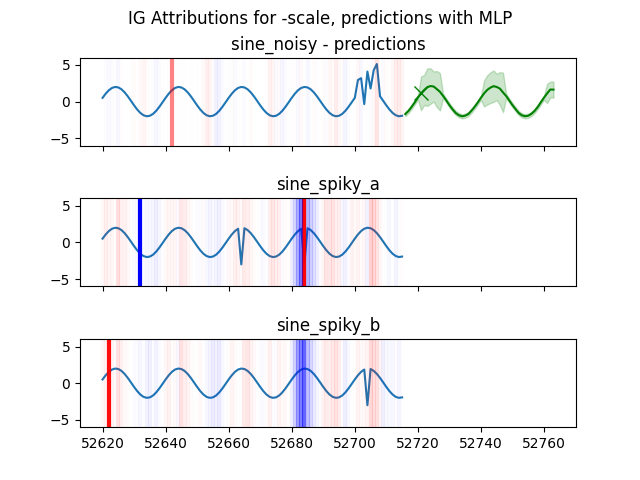 IG Attributions for -scale, predictions with MLP
sine_noisy - predictions
5
0
−5
sine_spiky_a
5
0
−5
sine_spiky_b
5
0
−5
52620 52640 52660 52680 52700 52720 52740 52760